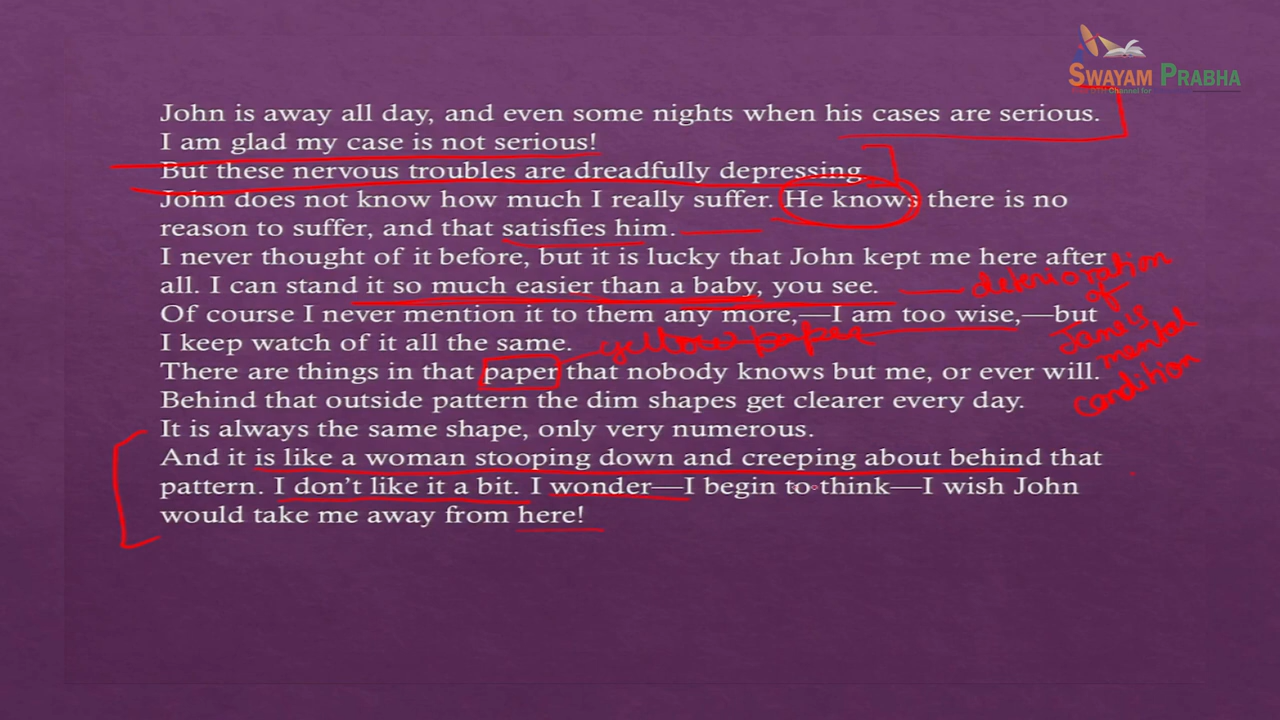 SWAYAM PRABHA
DTH Channel for
John is away all day, and even some nights when his cases are serious.
I am glad my case is not serious!
But these nervous troubles are dreadfully depressing.
John does not know how much I really suffer. He knows there is no
reason to suffer, and that satisfies him.
I never thought of it before, but it is lucky that John kept me here after
all. I can stand it so much easier than a baby, you see.
deterioration
of
Jane's
mental
condition
Of course I never mention it to them any more,—I am too wise,—but
I keep watch of it all the same.
yellow paper
There are things in that paper that nobody knows but me, or ever will.
Behind that outside pattern the dim shapes get clearer every day.
It is always the same shape, only very numerous.
And it is like a woman stooping down and creeping about behind that
pattern. I don't like it a bit. I wonder—I begin to think—I wish John
would take me away from here!